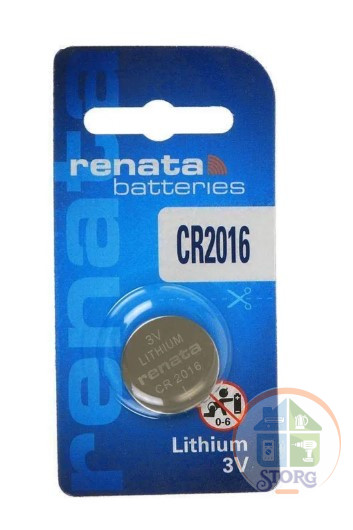 renata
renata
batteries
CR2016
3V
LITHIUM
renata
CR 2016
0-6
Lithium
3V
STORG